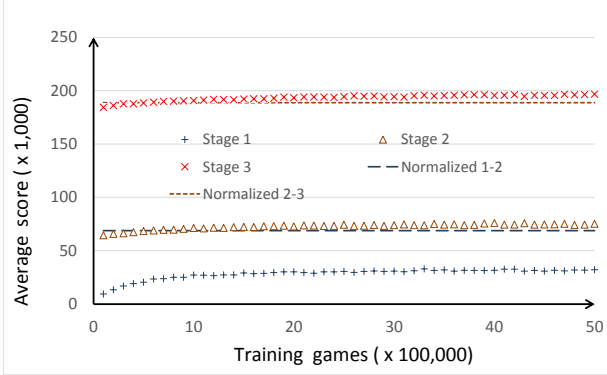 250
200
150
100
50
0
Average score ( x 1,000)
Stage 1
Stage 2
Stage 3
Normalized 1-2
Normalized 2-3
0 10 20 30 40 50
Training games ( x 100,000)